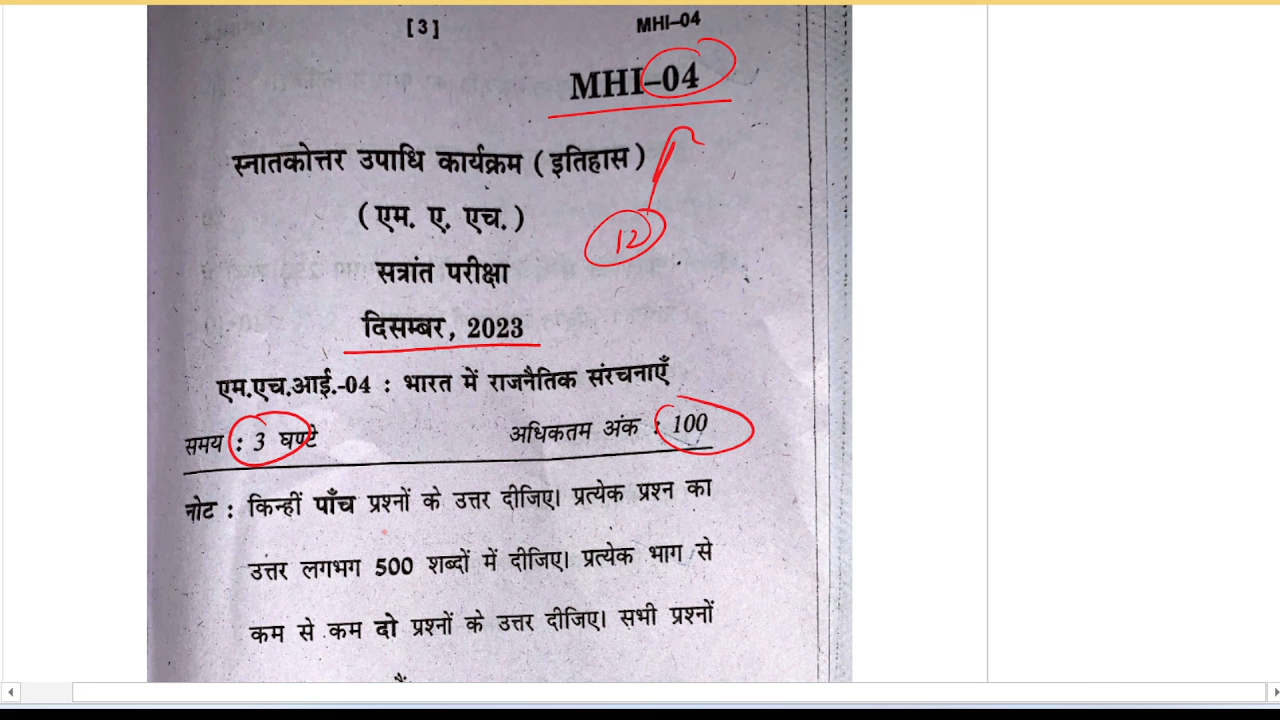 [3] MHI–04
MHI–04
स्नातकोत्तर उपाधि कार्यक्रम (इतिहास)
(एम. ए. एच.)
12
सत्रांत परीक्षा
दिसम्बर, 2023
एम.एच.आई.-04 : भारत में राजनैतिक संरचनाएँ
समय : 3 घण्टे अधिकतम अंक : 100
नोट : किन्हीं पाँच प्रश्नों के उत्तर दीजिए। प्रत्येक प्रश्न का
उत्तर लगभग 500 शब्दों में दीजिए। प्रत्येक भाग से
कम से कम दो प्रश्नों के उत्तर दीजिए। सभी प्रश्नों